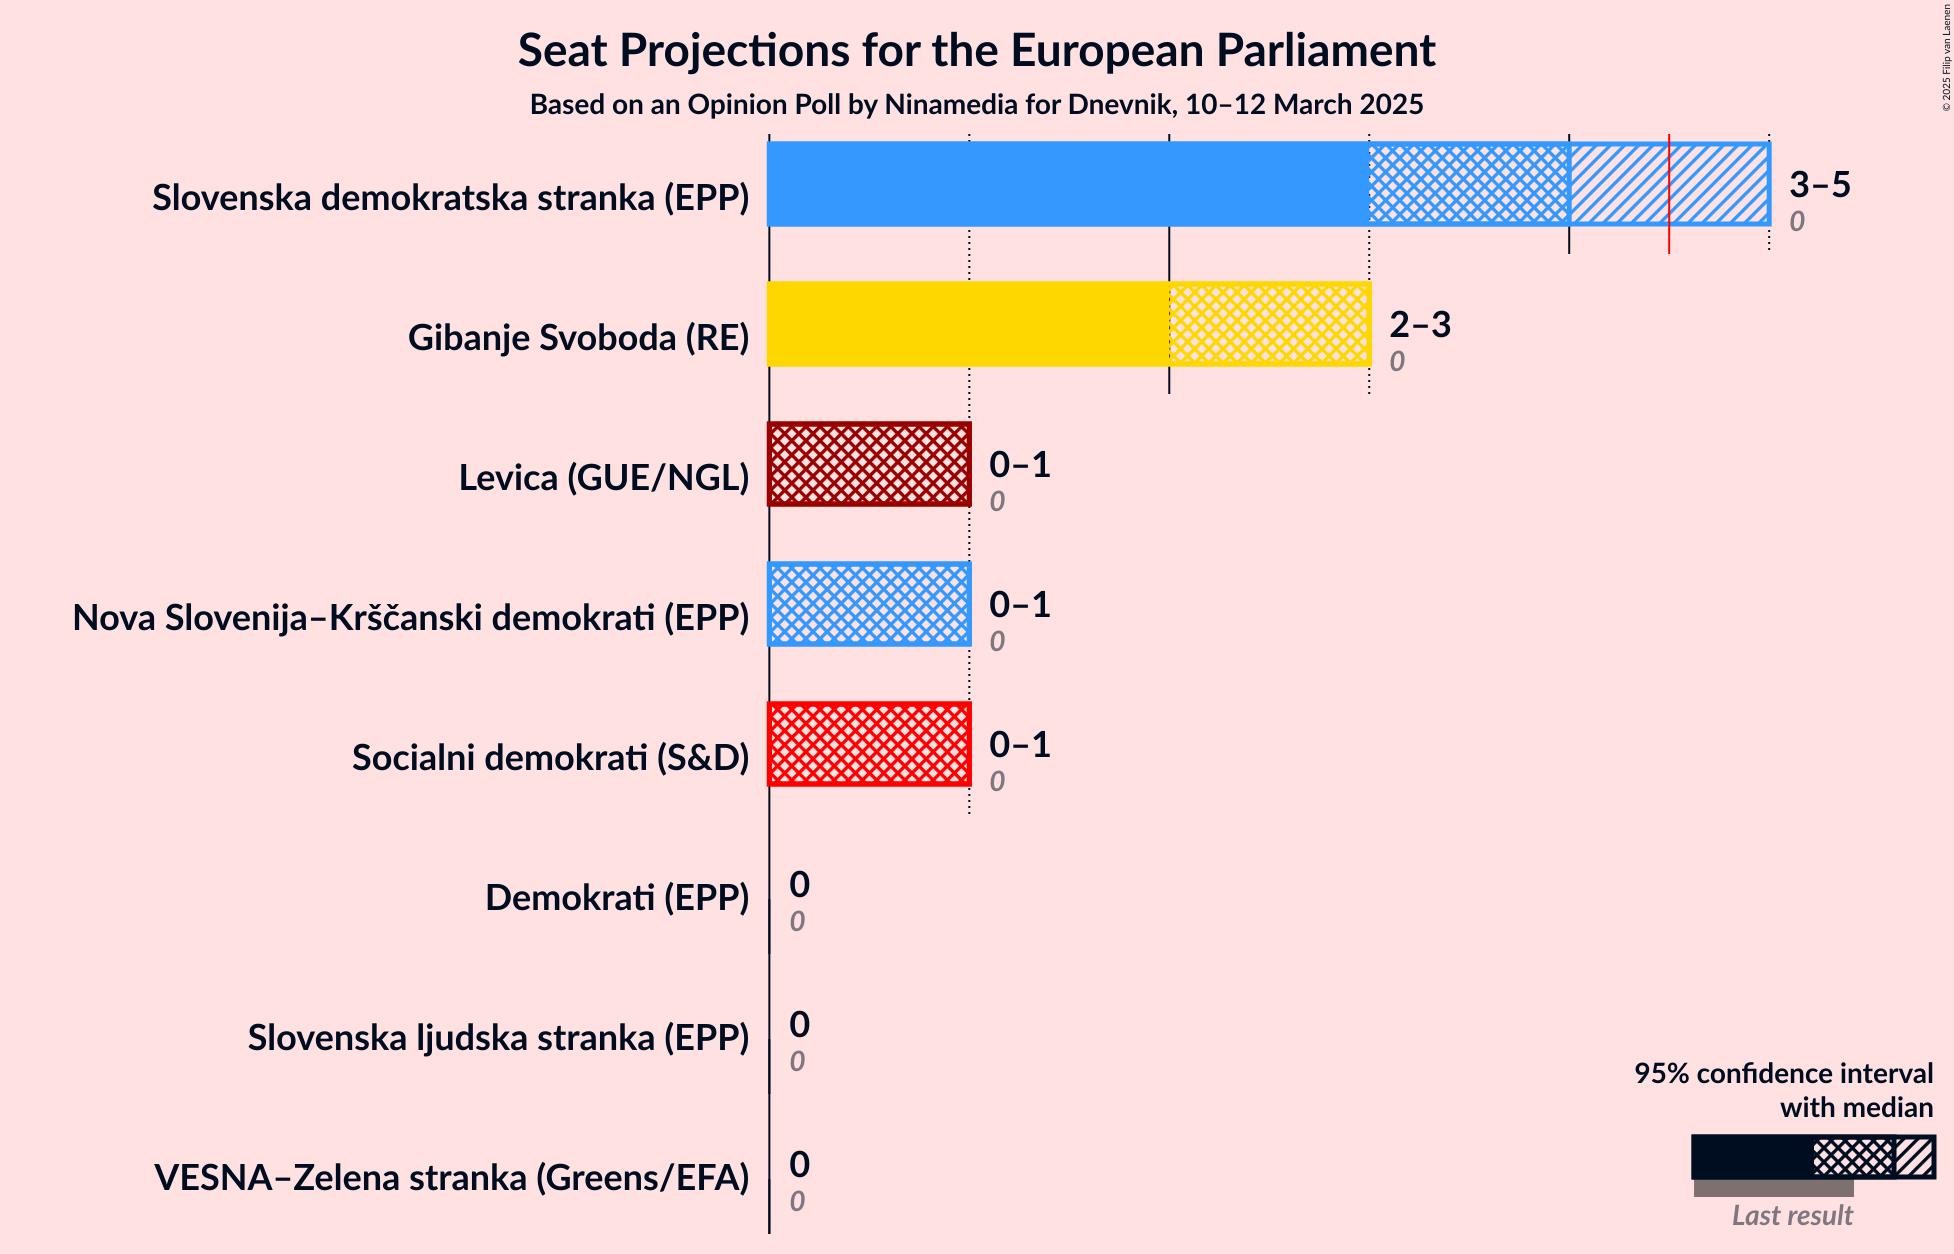 Seat Projections for the European Parliament
Based on an Opinion Poll by Ninamedia for Dnevnik, 10–12 March 2025
© 2025 Filip van Laenen
Slovenska demokratska stranka (EPP)
3–5
0
Gibanje Svoboda (RE)
2–3
0
Levica (GUE/NGL)
0–1
0
Nova Slovenija–Krščanski demokrati (EPP)
0–1
0
Socialni demokrati (S&D)
0–1
0
Demokrati (EPP)
0
0
Slovenska ljudska stranka (EPP)
0
0
VESNA–Zelena stranka (Greens/EFA)
0
0
95% confidence interval
with median
Last result